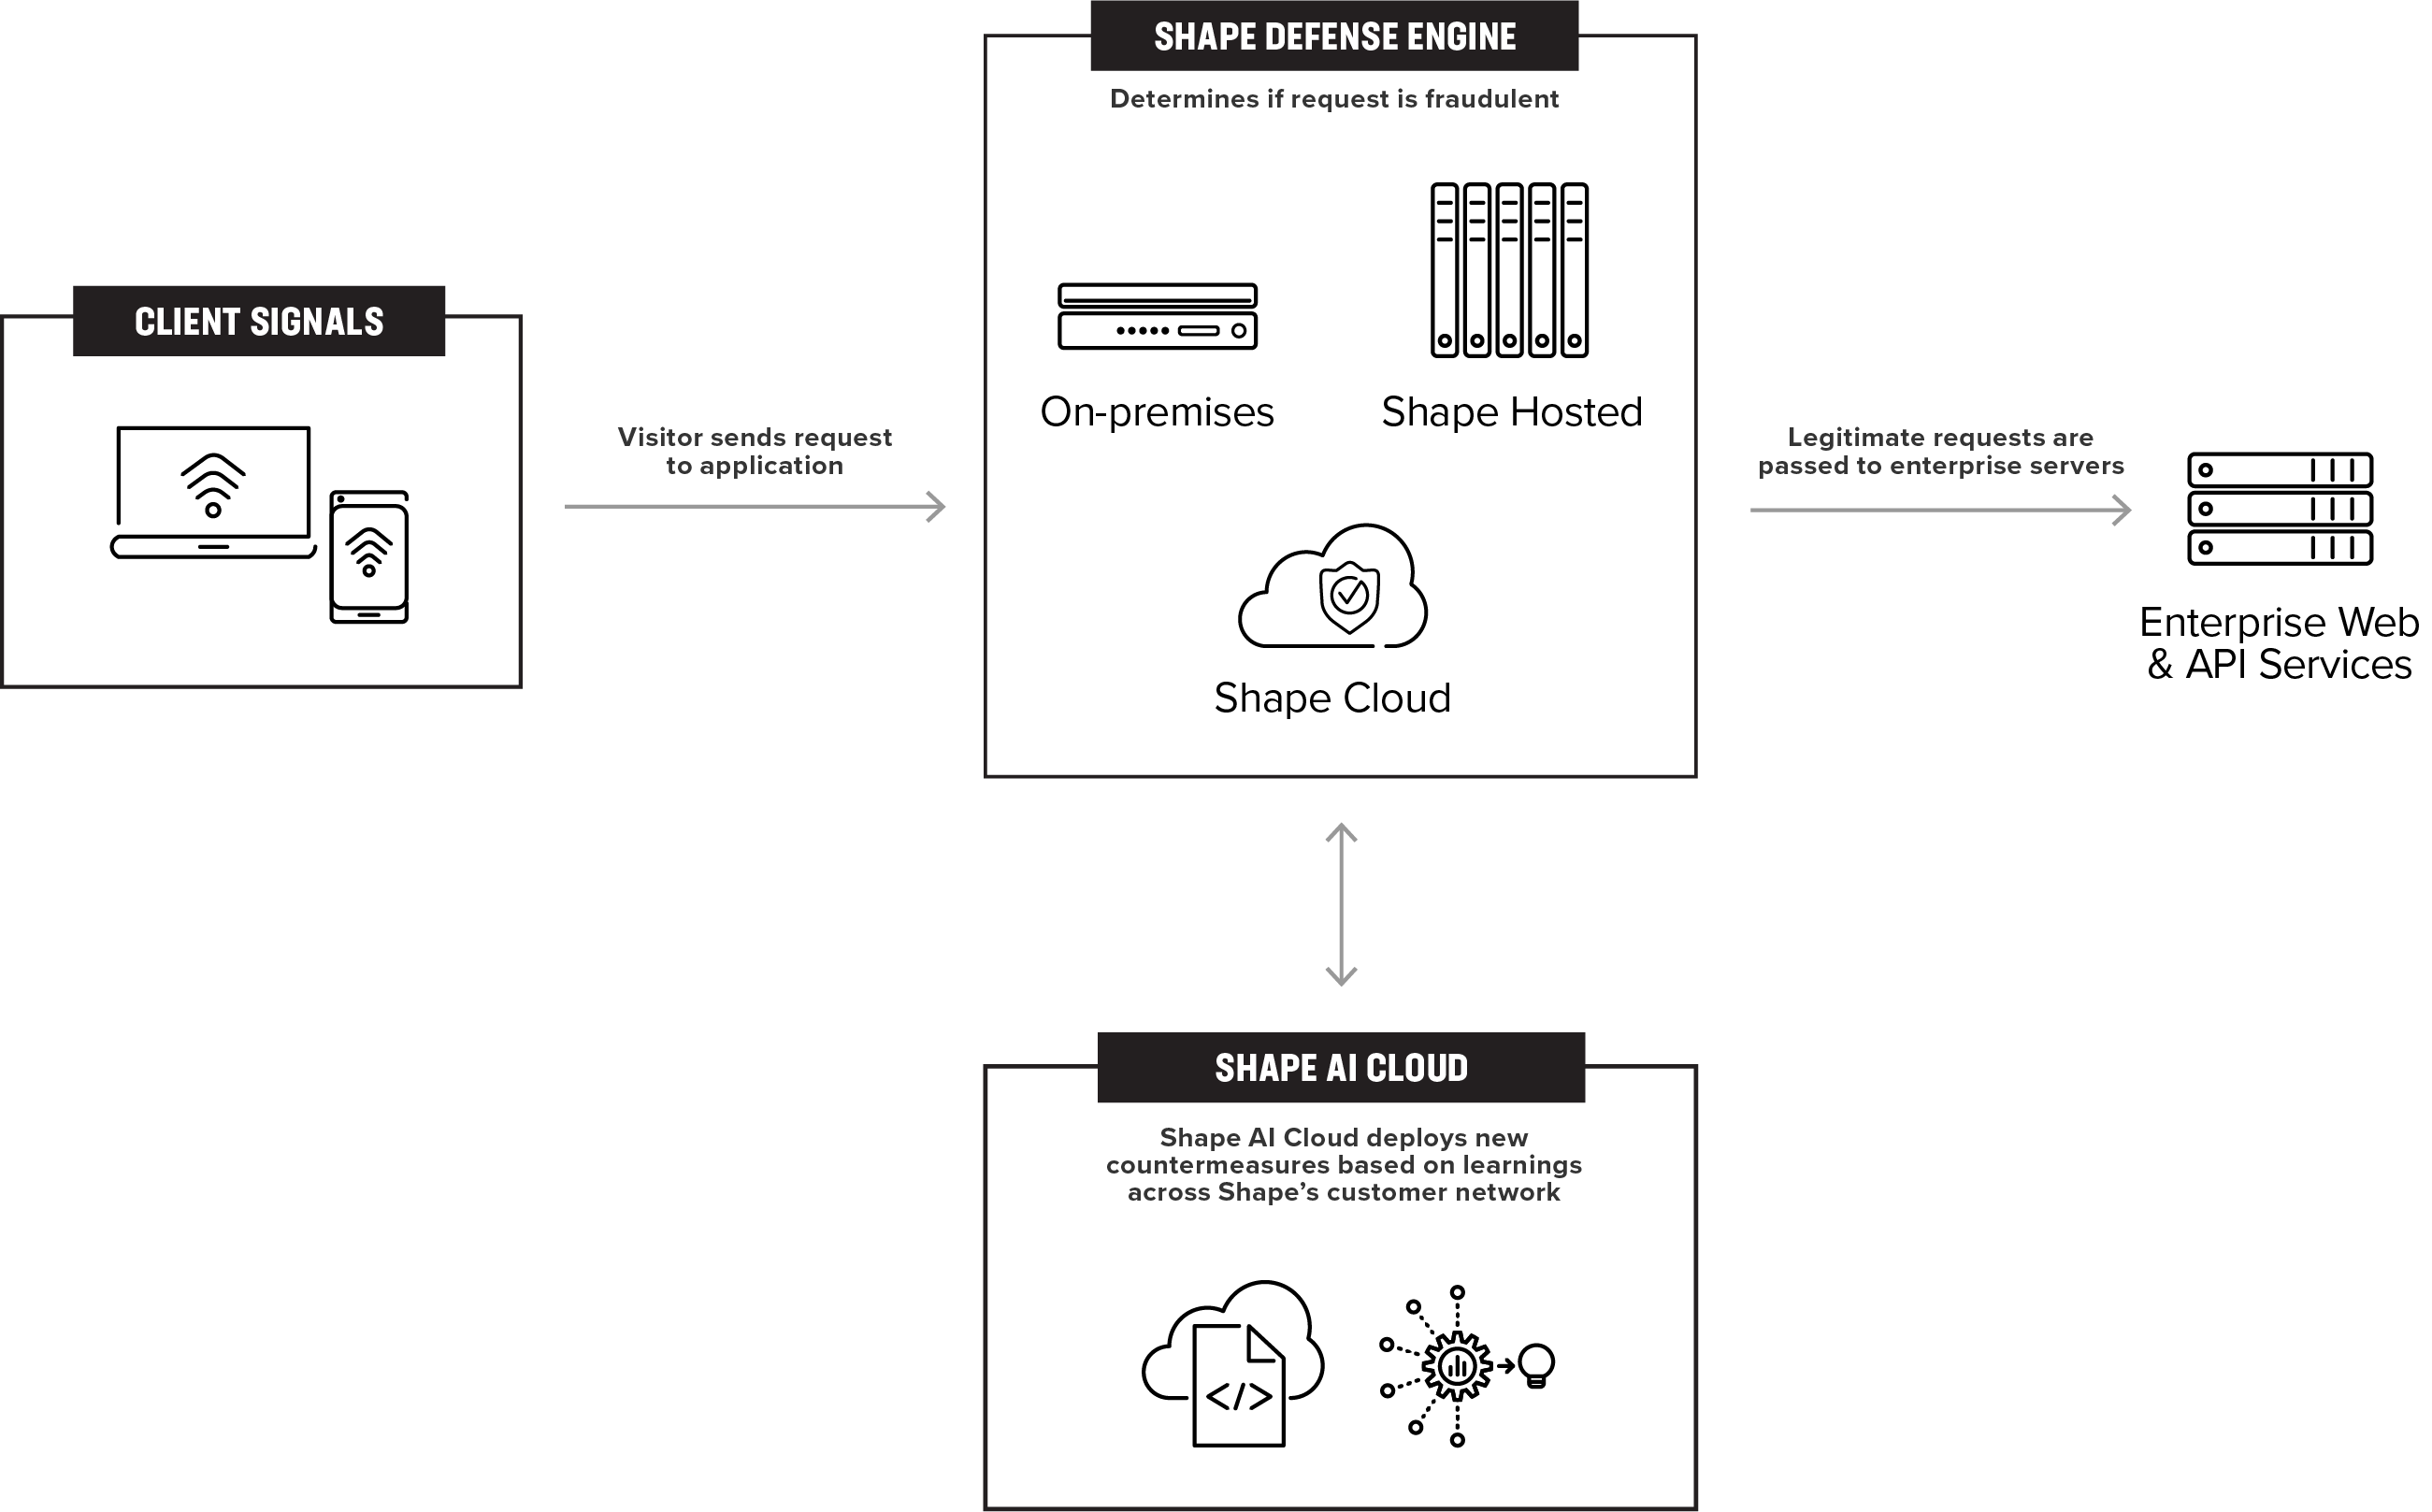 SHAPE DEFENSE ENGINE
Determines if request is fraudulent
CLIENT SIGNALS
Visitor sends request
to application
On-premises
Shape Hosted
Shape Cloud
Legitimate requests are
passed to enterprise servers
Enterprise Web
& API Services
SHAPE AI CLOUD
Shape AI Cloud deploys new
countermeasures based on learnings
across Shape’s customer network
</>